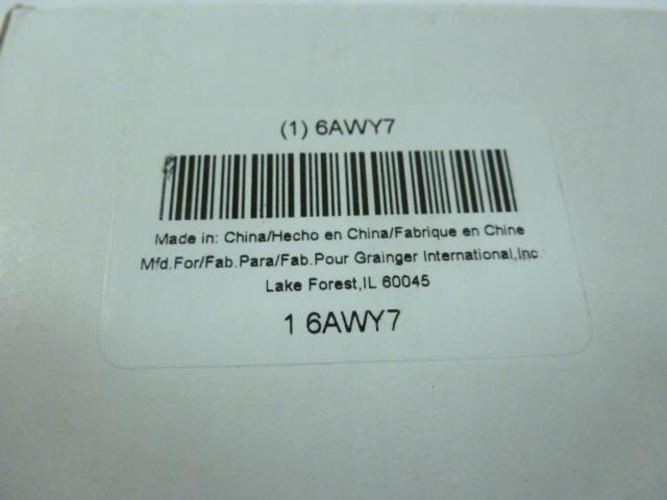 (1) 6AWY7
Made in: China/Hecho en China/Fabrique en Chine
Mfd.For/Fab.Para/Fab.Pour Grainger International,Inc.
Lake Forest,IL 60045
1 6AWY7